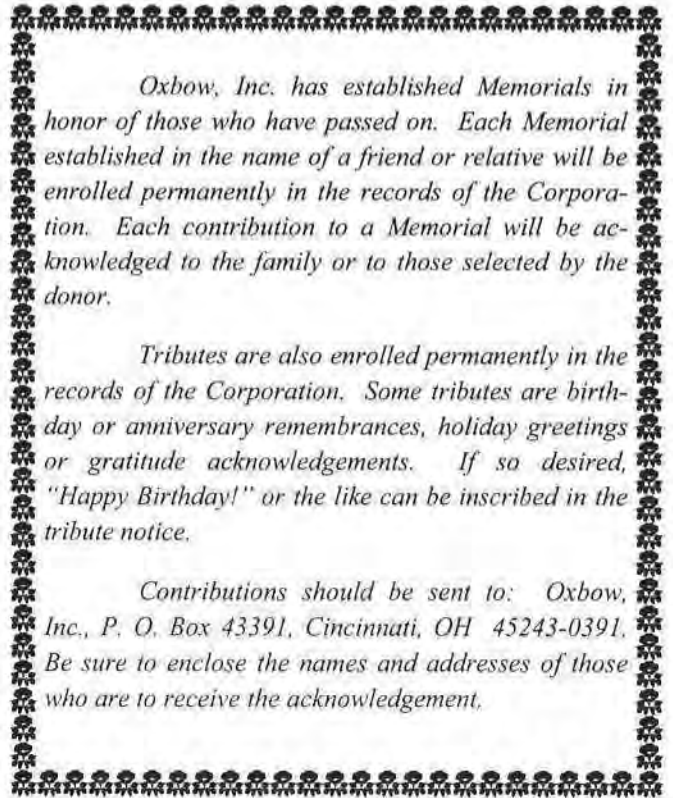 Oxbow, Inc. has established Memorials in
honor of those who have passed on. Each Memorial
established in the name of a friend or relative will be
enrolled permanently in the records of the Corpora-
tion. Each contribution to a Memorial will be ac-
knowledged to the family or to those selected by the
donor.
Tributes are also enrolled permanently in the
records of the Corporation. Some tributes are birth-
day or anniversary remembrances, holiday greetings
or gratitude acknowledgements. If so desired,
"Happy Birthday!" or the like can be inscribed in the
tribute notice.
Contributions should be sent to: Oxbow,
Inc., P. O. Box 43391, Cincinnati, OH 45243-0391.
Be sure to enclose the names and addresses of those
who are to receive the acknowledgement.